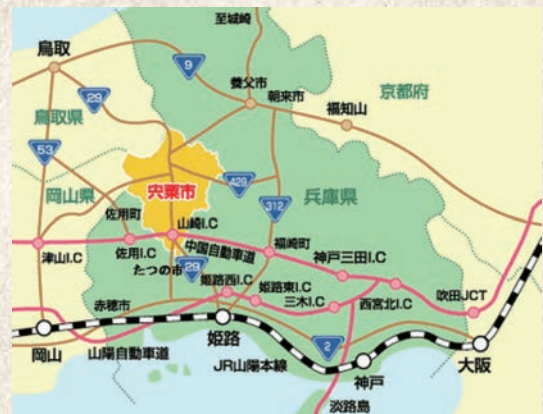 至城崎
鳥取
9
養父市
朝来市
京都府
29
福知山
鳥取県
53
宍粟市
429
兵庫県
岡山県
312
佐用町
山崎I.C
中国自動車道
福崎町
神戸三田I.C
津山I.C
佐用I.C
たつの市
29
姫路西I.C
姫路東I.C
三木I.C
西宮北I.C
吹田JCT
赤穂市
岡山
山陽自動車道
姫路
JR山陽本線
2
神戸
大阪
淡路島